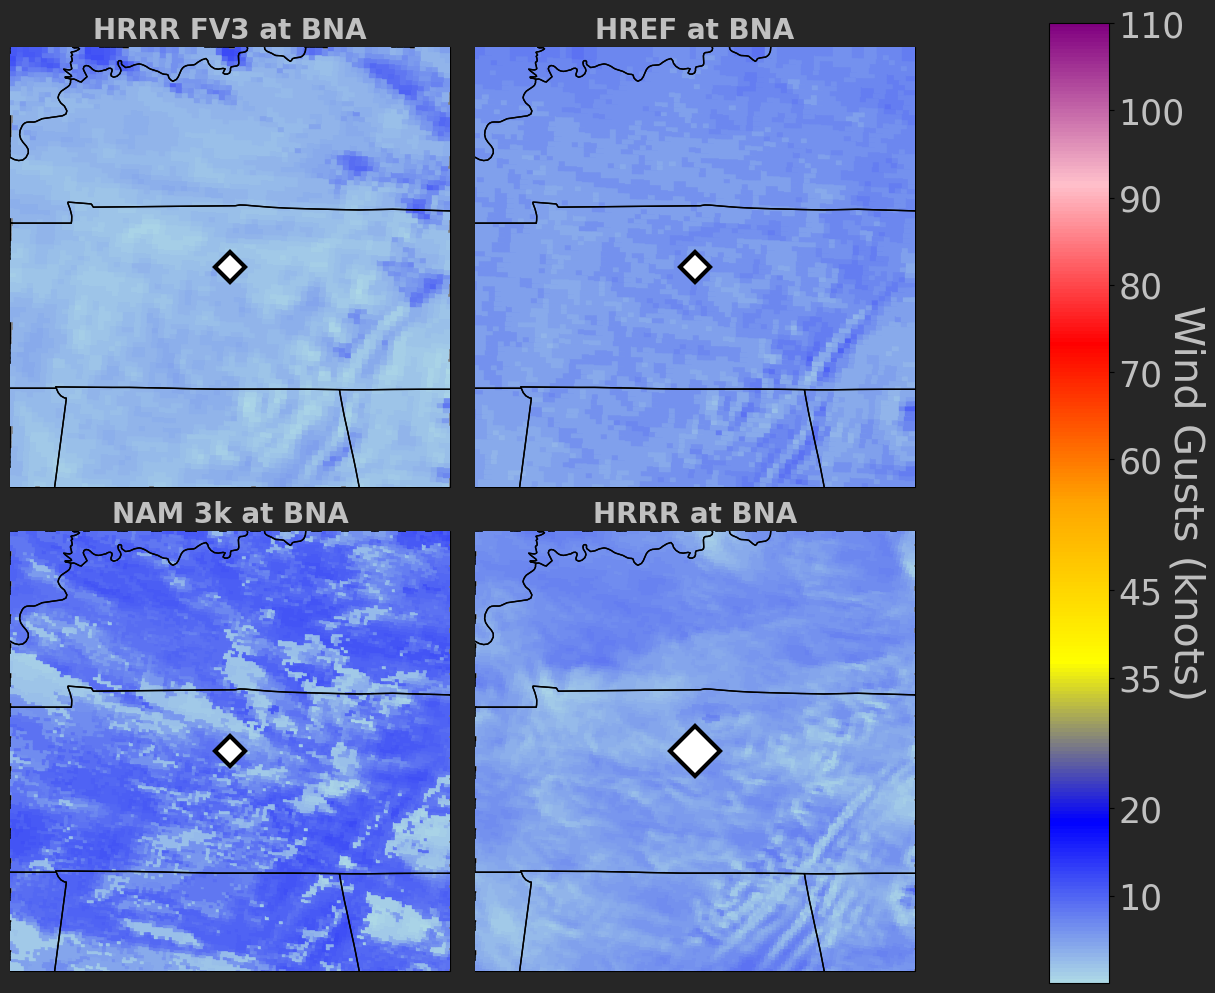 HRRR FV3 at BNA
HREF at BNA
NAM 3k at BNA
HRRR at BNA
110
100
90
80
70
60
45
35
20
10
Wind Gusts (knots)